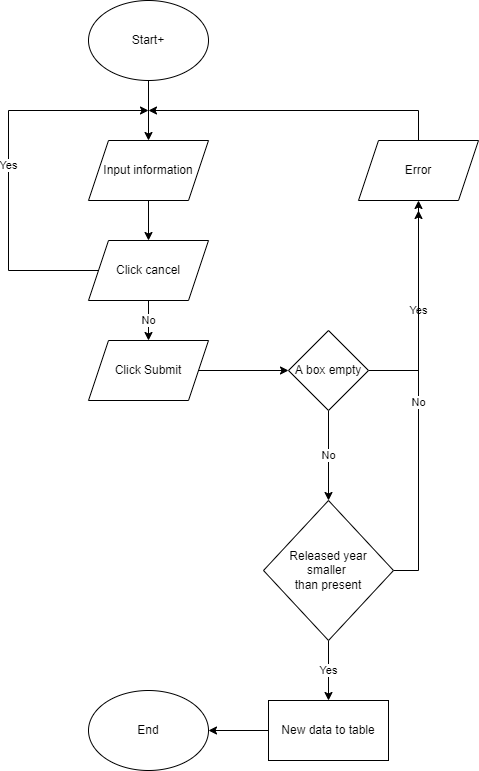 Start+
Yes
Input information
Error
Click cancel
Yes
No
Click Submit
A box empty
No
No
Released year
smaller
than present
Yes
End
New data to table